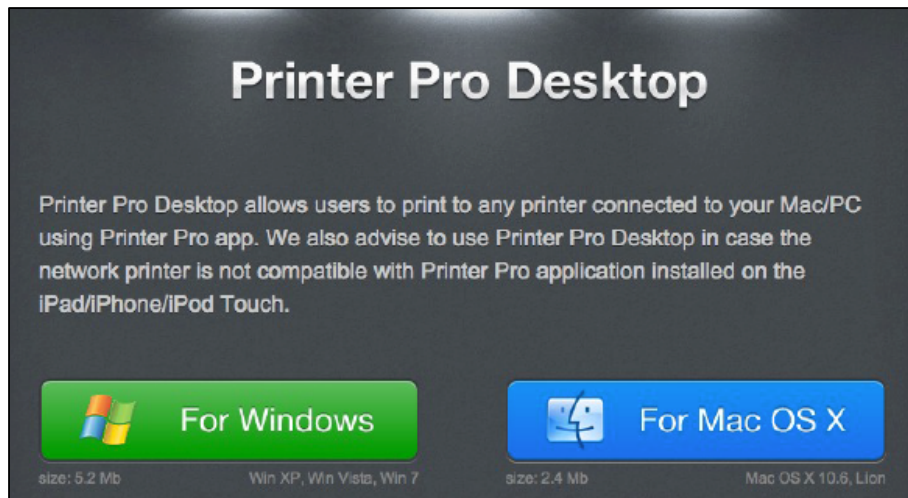 Printer Pro Desktop
Printer Pro Desktop allows users to print to any printer connected to your Mac/PC
using Printer Pro app. We also advise to use Printer Pro Desktop in case the
network printer is not compatible with Printer Pro application installed on the
iPad/iPhone/iPod Touch.
For Windows
For Mac OS X
size: 5.2 Mb
Win XP, Win Vista, Win 7
size: 2.4 Mb
Mac OS X 10.6, Lion